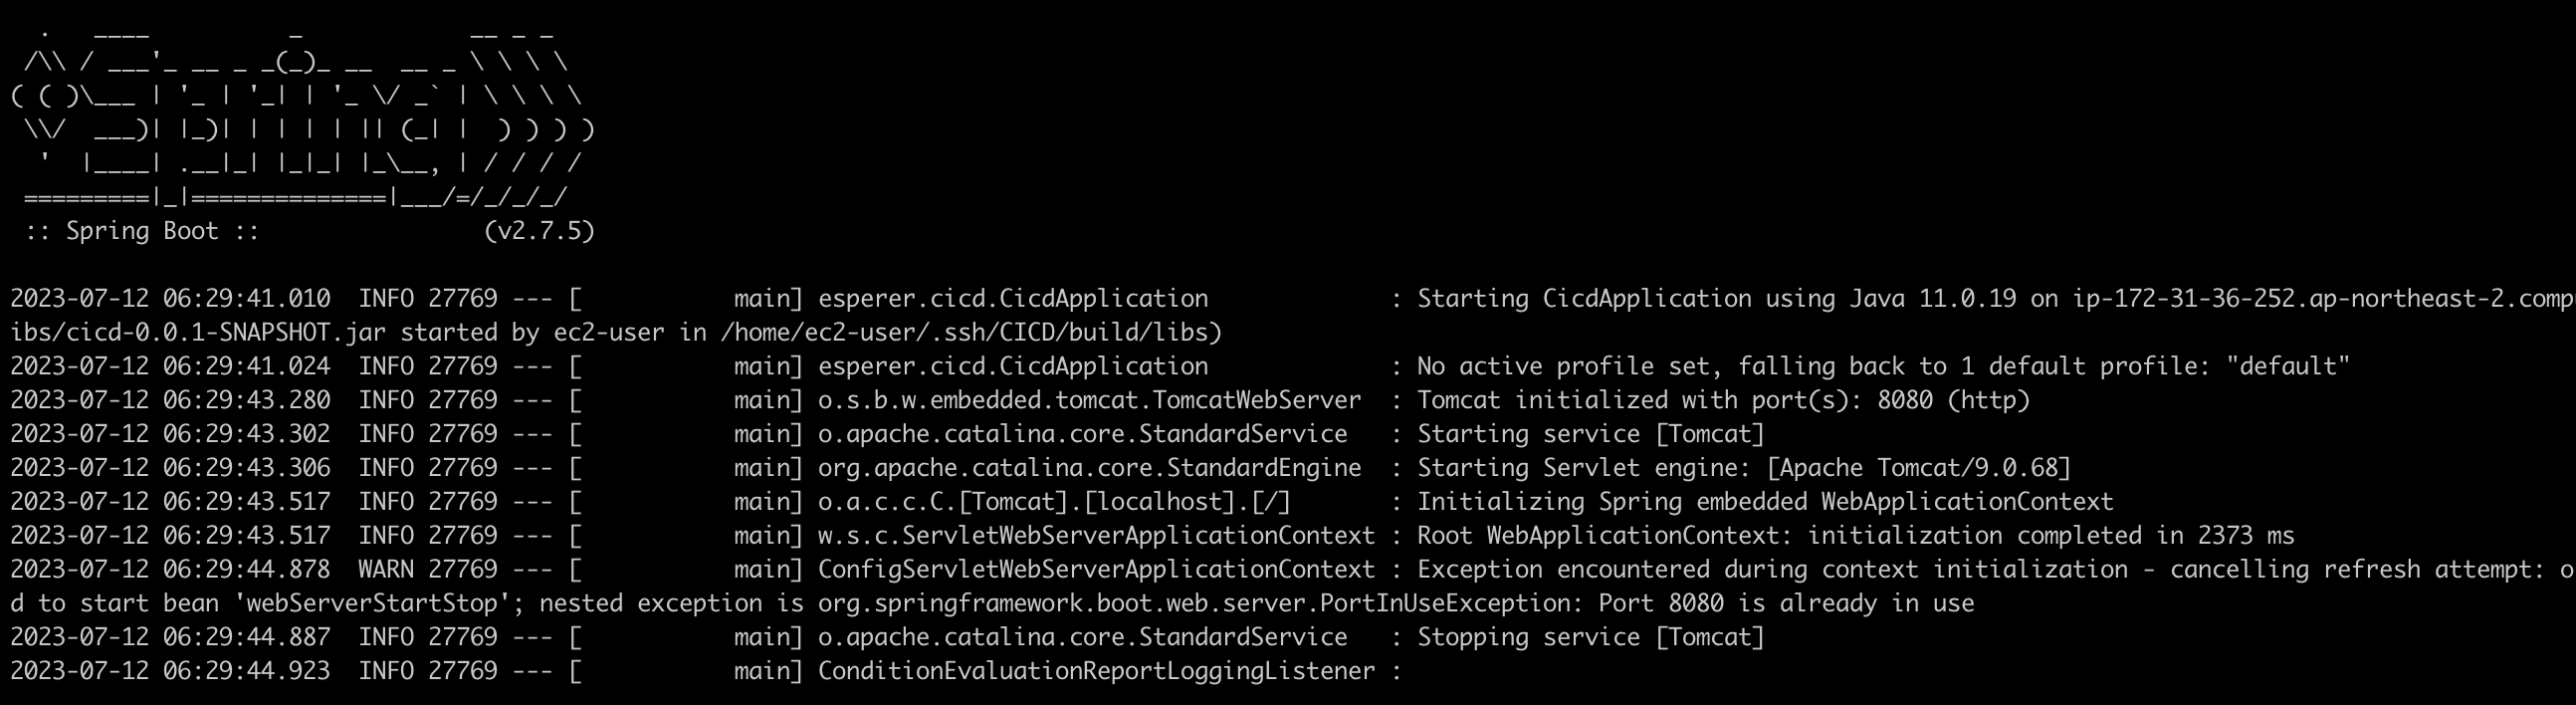 .   ____          _            __ _ _
 /\\ / ___'_ __ _ _(_)_ __  __ _ \ \ \ \
( ( )\___ | '_ | '_| | '_ \/ _` | \ \ \ \
 \\/  ___)| |_)| | | | | || (_| |  ) ) ) )
  '  |____| .__|_| |_|_| |_\__, | / / / /
 =========|_|==============|___/=/_/_/_/
 :: Spring Boot ::                (v2.7.5)

2023-07-12 06:29:41.010  INFO 27769 --- [           main] esperer.cicd.CicdApplication             : Starting CicdApplication using Java 11.0.19 on ip-172-31-36-252.ap-northeast-2.comp
ibs/cicd-0.0.1-SNAPSHOT.jar started by ec2-user in /home/ec2-user/.ssh/CICD/build/libs)
2023-07-12 06:29:41.024  INFO 27769 --- [           main] esperer.cicd.CicdApplication             : No active profile set, falling back to 1 default profile: "default"
2023-07-12 06:29:43.280  INFO 27769 --- [           main] o.s.b.w.embedded.tomcat.TomcatWebServer  : Tomcat initialized with port(s): 8080 (http)
2023-07-12 06:29:43.302  INFO 27769 --- [           main] o.apache.catalina.core.StandardService   : Starting service [Tomcat]
2023-07-12 06:29:43.306  INFO 27769 --- [           main] org.apache.catalina.core.StandardEngine  : Starting Servlet engine: [Apache Tomcat/9.0.68]
2023-07-12 06:29:43.517  INFO 27769 --- [           main] o.a.c.c.C.[Tomcat].[localhost].[/]       : Initializing Spring embedded WebApplicationContext
2023-07-12 06:29:43.517  INFO 27769 --- [           main] w.s.c.ServletWebServerApplicationContext : Root WebApplicationContext: initialization completed in 2373 ms
2023-07-12 06:29:44.878  WARN 27769 --- [           main] ConfigServletWebServerApplicationContext : Exception encountered during context initialization - cancelling refresh attempt: o
d to start bean 'webServerStartStop'; nested exception is org.springframework.boot.web.server.PortInUseException: Port 8080 is already in use
2023-07-12 06:29:44.887  INFO 27769 --- [           main] o.apache.catalina.core.StandardService   : Stopping service [Tomcat]
2023-07-12 06:29:44.923  INFO 27769 --- [           main] ConditionEvaluationReportLoggingListener :